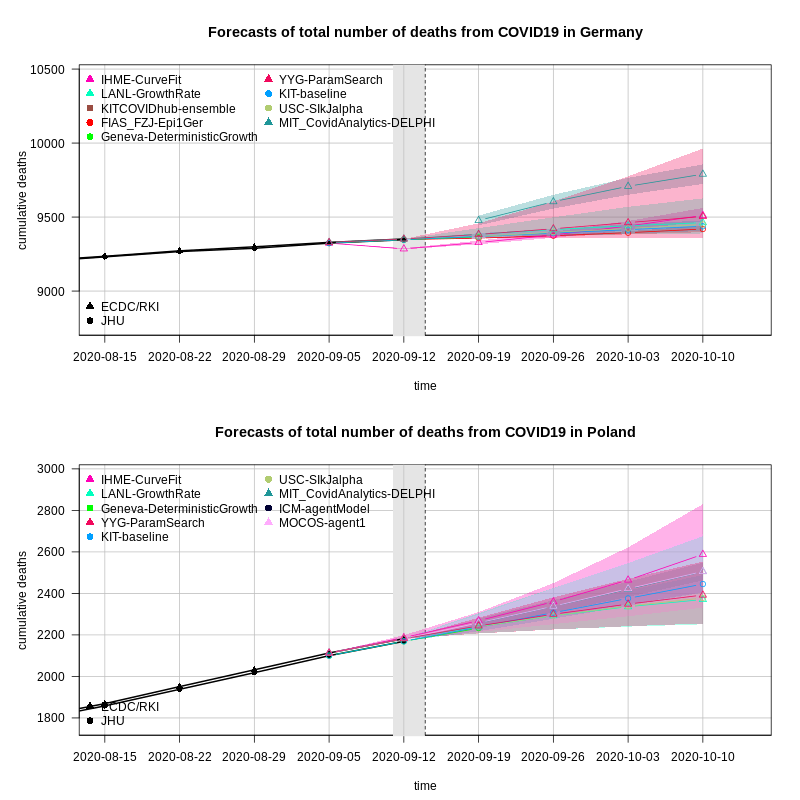 Forecasts of total number of deaths from COVID19 in Germany
10500
10000
9500
9000
cumulative deaths
IHME-CurveFit
LANL-GrowthRate
KITCOVIDhub-ensemble
FIAS_FZJ-Epi1Ger
Geneva-DeterministicGrowth
YYG-ParamSearch
KIT-baseline
USC-SIkJalpha
MIT_CovidAnalytics-DELPHI
ECDC/RKI
JHU
2020-08-15 2020-08-22 2020-08-29 2020-09-05 2020-09-12 2020-09-19 2020-09-26 2020-10-03 2020-10-10
time
Forecasts of total number of deaths from COVID19 in Poland
3000
2800
2600
2400
2200
2000
1800
cumulative deaths
IHME-CurveFit
LANL-GrowthRate
Geneva-DeterministicGrowth
YYG-ParamSearch
KIT-baseline
USC-SIkJalpha
MIT_CovidAnalytics-DELPHI
ICM-agentModel
MOCOS-agent1
ECDC/RKI
JHU
2020-08-15 2020-08-22 2020-08-29 2020-09-05 2020-09-12 2020-09-19 2020-09-26 2020-10-03 2020-10-10
time